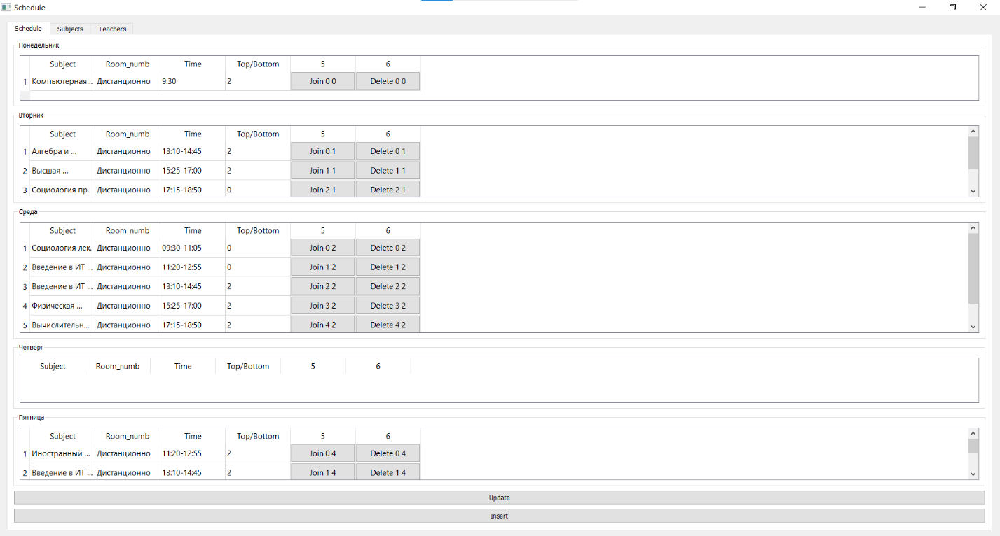 Schedule
Schedule Subjects Teachers
Понедельник
Subject Room_numb Time Top/Bottom 5 6
1 Компьютерная... Дистанционно 9:30 2 Join 0 0 Delete 0 0
Вторник
Subject Room_numb Time Top/Bottom 5 6
1 Алгебра и ... Дистанционно 13:10-14:45 2 Join 0 1 Delete 0 1
2 Высшая ... Дистанционно 15:25-17:00 2 Join 1 1 Delete 1 1
3 Социология пр. Дистанционно 17:15-18:50 0 Join 2 1 Delete 2 1
Среда
Subject Room_numb Time Top/Bottom 5 6
1 Социология лек. Дистанционно 09:30-11:05 0 Join 0 2 Delete 0 2
2 Введение в ИТ ... Дистанционно 11:20-12:55 0 Join 1 2 Delete 1 2
3 Введение в ИТ ... Дистанционно 13:10-14:45 2 Join 2 2 Delete 2 2
4 Физическая ... Дистанционно 15:25-17:00 2 Join 3 2 Delete 3 2
5 Вычислительн... Дистанционно 17:15-18:50 2 Join 4 2 Delete 4 2
Четверг
Subject Room_numb Time Top/Bottom 5 6
Пятница
Subject Room_numb Time Top/Bottom 5 6
1 Иностранный ... Дистанционно 11:20-12:55 2 Join 0 4 Delete 0 4
2 Введение в ИТ ... Дистанционно 13:10-14:45 2 Join 1 4 Delete 1 4
Update
Insert